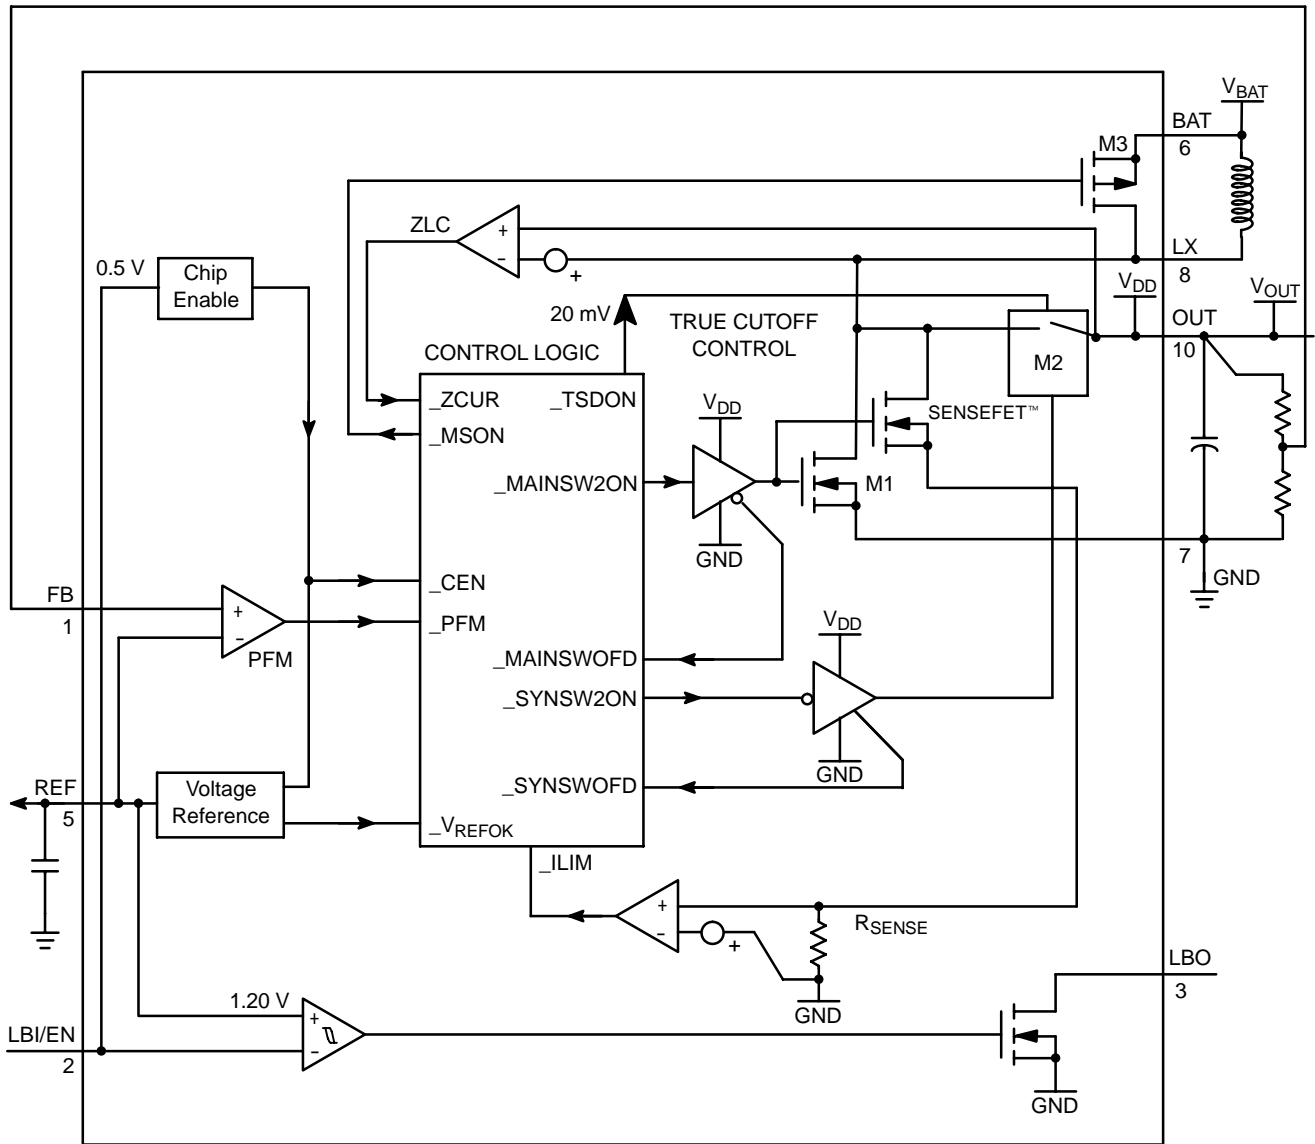 V_BAT
BAT
6
M3
ZLC
+
−
+
LX
8
0.5 V
Chip
Enable
V_DD
V_OUT
20 mV
TRUE CUTOFF
CONTROL
OUT
10
CONTROL LOGIC
M2
_ZCUR
_TSDON
V_DD
SENSEFET™
_MSON
_MAINSW2ON
M1
GND
7
GND
_CEN
FB
1
+
−
PFM
_PFM
V_DD
_MAINSWOFD
_SYNSW2ON
GND
REF
5
Voltage
Reference
_SYNSWOFD
_V_REFOK
_ILIM
+
−
+
R_SENSE
GND
LBO
3
1.20 V
+
−
LBI/EN
2
GND